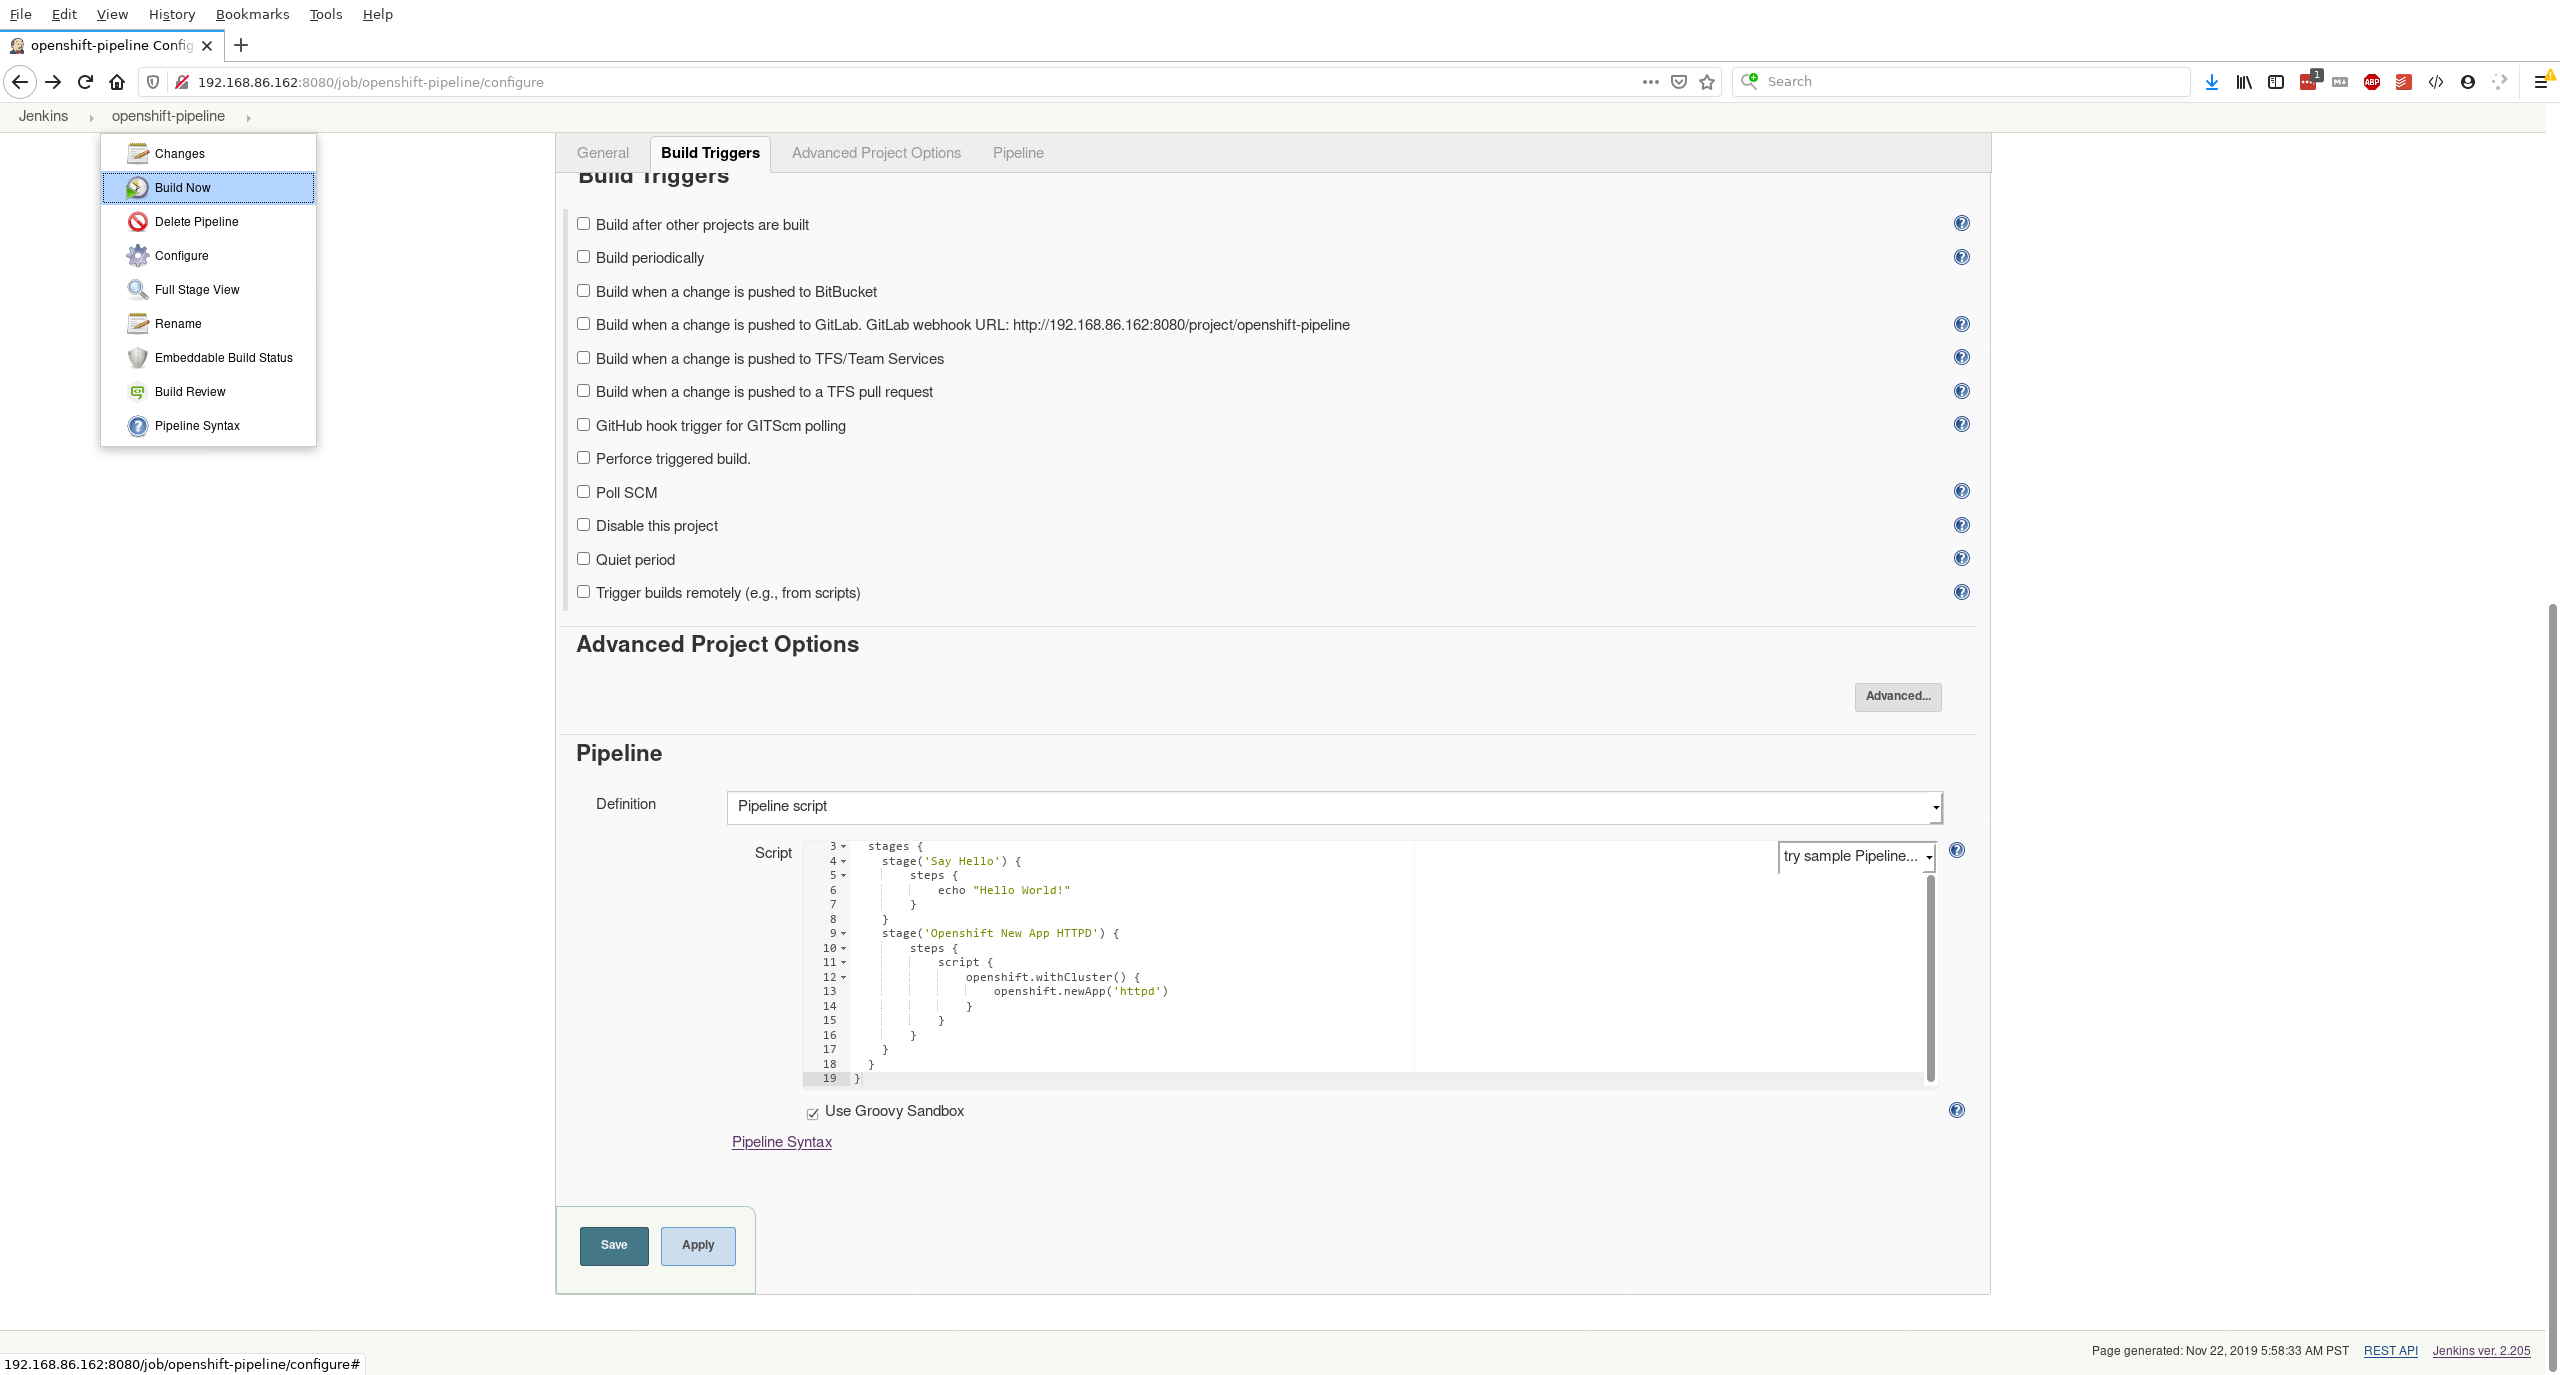 File Edit View History Bookmarks Tools Help
openshift-pipeline Config
192.168.86.162:8080/job/openshift-pipeline/configure
Search
1
ABP
Jenkins openshift-pipeline
Changes
Build Now
Delete Pipeline
Configure
Full Stage View
Rename
Embeddable Build Status
Build Review
Pipeline Syntax
General Build Triggers Advanced Project Options Pipeline
Build Triggers
Build after other projects are built
Build periodically
Build when a change is pushed to BitBucket
Build when a change is pushed to GitLab. GitLab webhook URL: http://192.168.86.162:8080/project/openshift-pipeline
Build when a change is pushed to TFS/Team Services
Build when a change is pushed to a TFS pull request
GitHub hook trigger for GITScm polling
Perforce triggered build.
Poll SCM
Disable this project
Quiet period
Trigger builds remotely (e.g., from scripts)
Advanced Project Options
Advanced...
Pipeline
Definition Pipeline script
Script
try sample Pipeline...
3 stages {
4 stage('Say Hello') {
5 steps {
6 echo "Hello World!"
7 }
8 }
9 stage('Openshift New App HTTPD') {
10 steps {
11 script {
12 openshift.withCluster() {
13 openshift.newApp('httpd')
14 }
15 }
16 }
17 }
18 }
19 }
Use Groovy Sandbox
Pipeline Syntax
Save Apply
Page generated: Nov 22, 2019 5:58:33 AM PST REST API Jenkins ver. 2.205
192.168.86.162:8080/job/openshift-pipeline/configure#